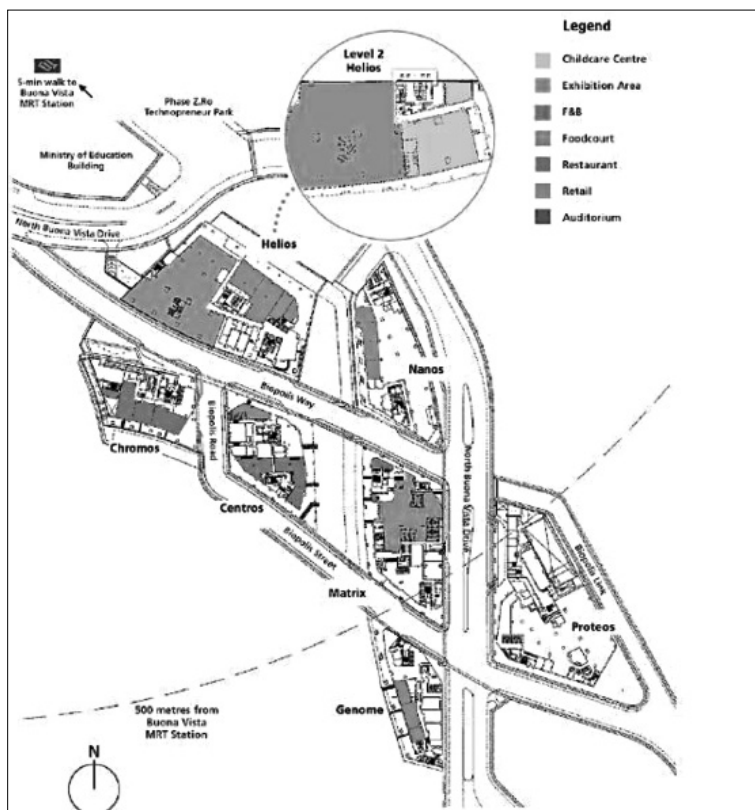 Legend
Childcare Centre
Exhibition Area
F&B
Foodcourt
Restaurant
Retail
Auditorium
Level 2
Helios
5-min walk to
Buona Vista
MRT Station
Phase Z.Ro
Technopreneur Park
Ministry of Education
Building
North Buona Vista Drive
Helios
Nanos
Biopolis Way
Biopolis Road
Chromos
Centros
North Buona Vista Drive
Biopolis Street
Biopolis Lane
Matrix
Proteos
Genome
500 metres from
Buona Vista
MRT Station
N